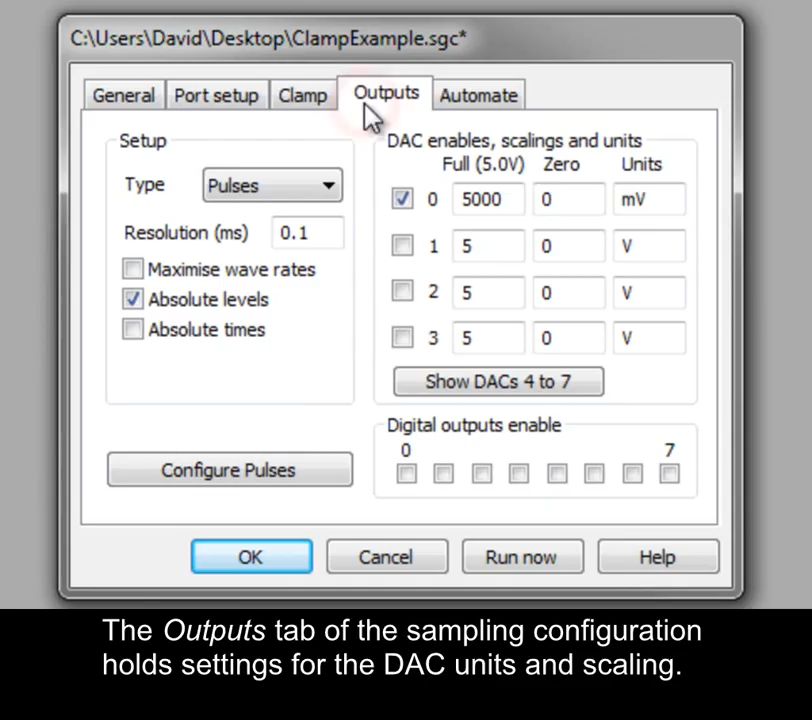 C:\Users\David\Desktop\ClampExample.sgc*
General Port setup Clamp Outputs Automate
Setup
Type Pulses
Resolution (ms) 0.1
Maximise wave rates
Absolute levels
Absolute times
Configure Pulses
DAC enables, scalings and units
Full (5.0V) Zero Units
0 5000 0 mV
1 5 0 V
2 5 0 V
3 5 0 V
Show DACs 4 to 7
Digital outputs enable
0 7
OK Cancel Run now Help
The Outputs tab of the sampling configuration
holds settings for the DAC units and scaling.